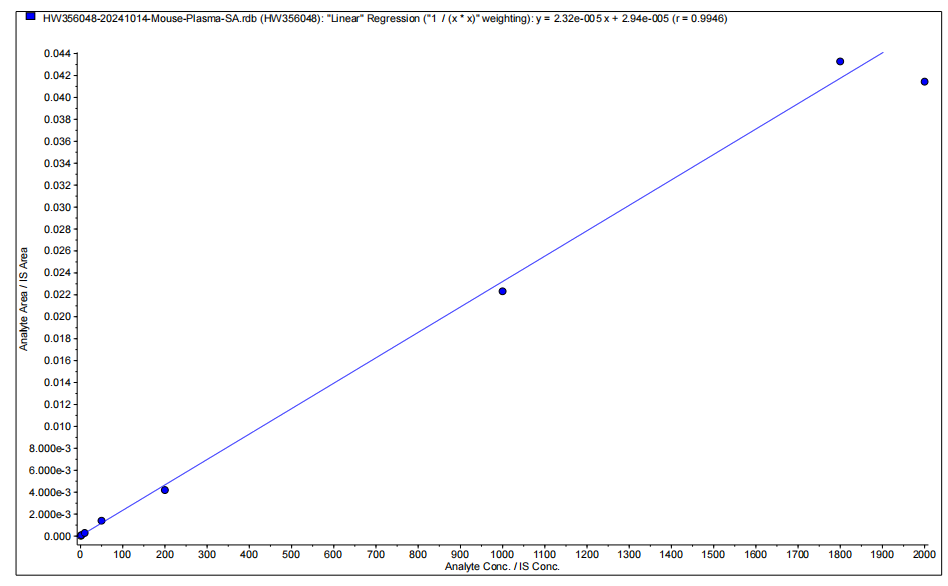 HW356048-20241014-Mouse-Plasma-SA.rdb (HW356048): "Linear" Regression ("1 / (x * x)" weighting): y = 2.32e-005 x + 2.94e-005 (r = 0.9946)
Analyte Area / IS Area
0.044
0.042
0.040
0.038
0.036
0.034
0.032
0.030
0.028
0.026
0.024
0.022
0.020
0.018
0.016
0.014
0.012
0.010
8.000e-3
6.000e-3
4.000e-3
2.000e-3
0.000
0 100 200 300 400 500 600 700 800 900 1000 1100 1200 1300 1400 1500 1600 1700 1800 1900 2000
Analyte Conc. / IS Conc.